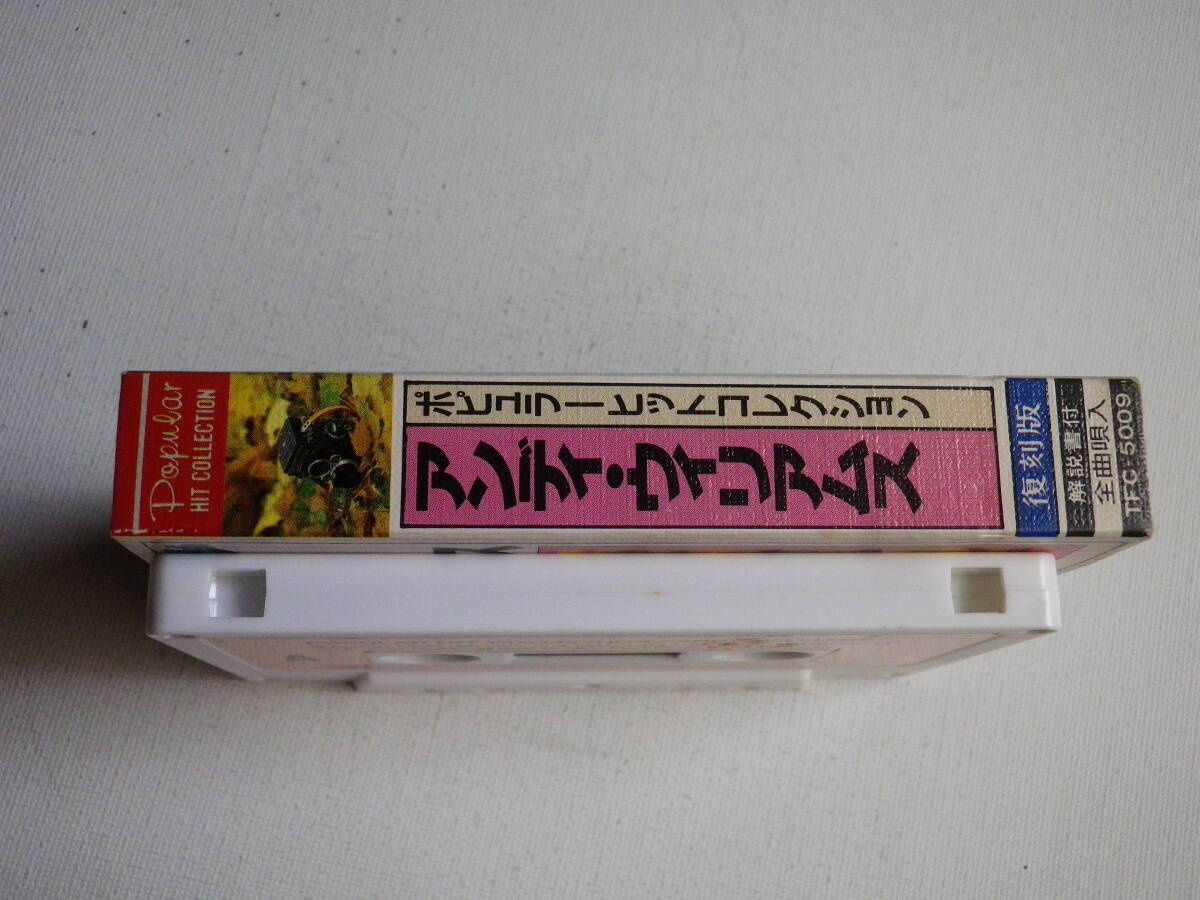 Popular
HIT COLLECTION
ポピュラーヒットコレクション
アンディ・ウィリアムス
復刻版
解説書付
全曲唄入
TFC-5009